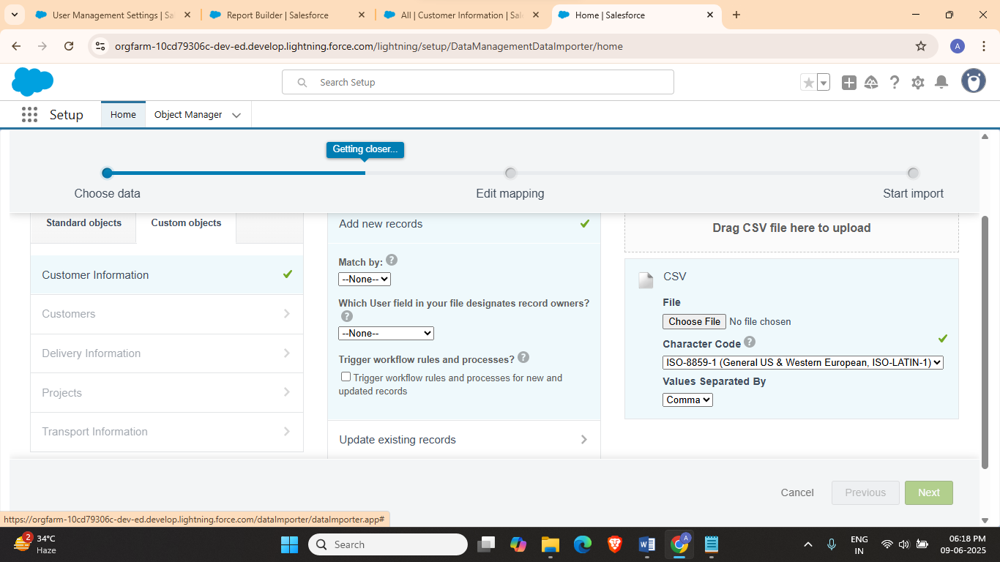 User Management Settings | Sa
Report Builder | Salesforce
All | Customer Information | Sal
Home | Salesforce
orgfarm-10cd79306c-dev-ed.develop.lightning.force.com/lightning/setup/DataManagementDataImporter/home
A
Search Setup
Setup
Home
Object Manager
Getting closer...
Choose data
Edit mapping
Start import
Standard objects
Custom objects
Customer Information
Customers
Delivery Information
Projects
Transport Information
Add new records
Match by: ?
--None--
Which User field in your file designates record owners?
?
--None--
Trigger workflow rules and processes? ?
Trigger workflow rules and processes for new and
updated records
Update existing records
Drag CSV file here to upload
CSV
File
Choose File No file chosen
Character Code ?
ISO-8859-1 (General US & Western European, ISO-LATIN-1)
Values Separated By
Comma
Cancel
Previous
Next
https://orgfarm-10cd79306c-dev-ed.develop.lightning.force.com/dataImporter/dataImporter.app#
2
34°C
Haze
Search
A
ENG
IN
06:18 PM
09-06-2025